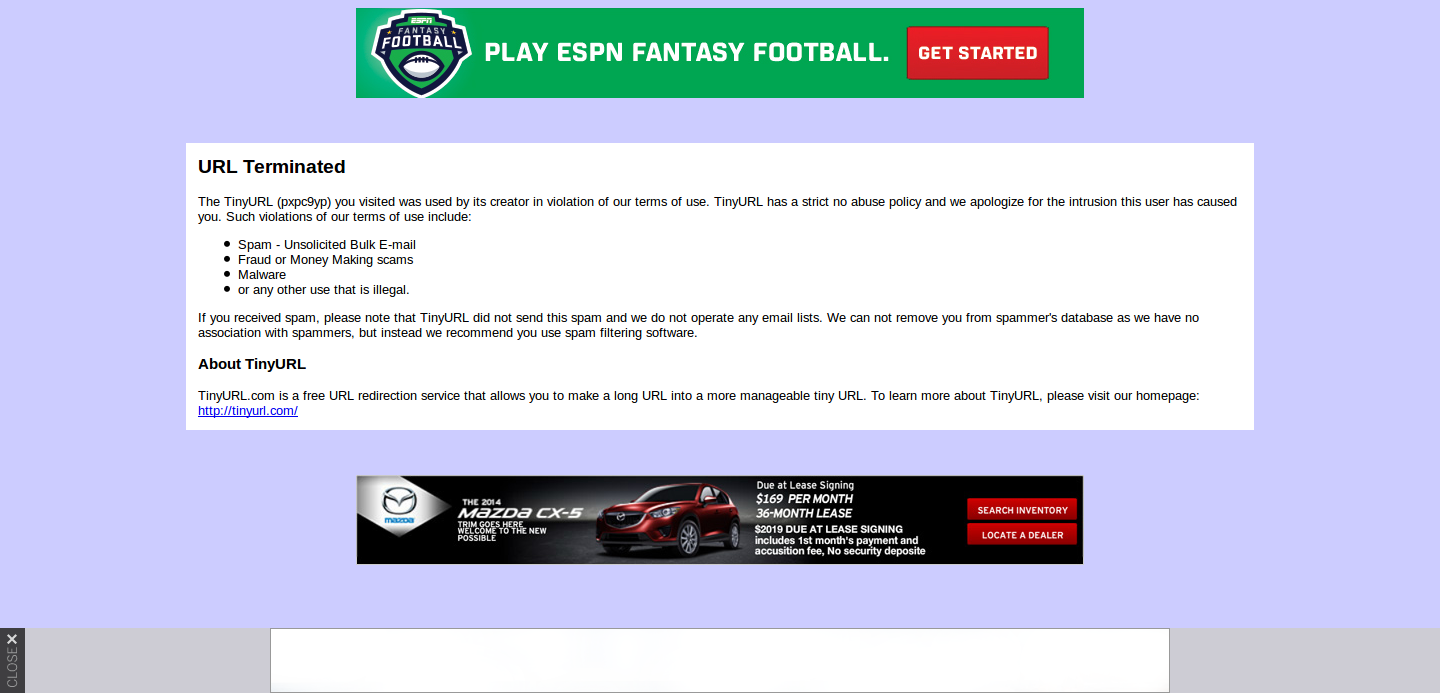 ESPN
FANTASY
FOOTBALL
PLAY ESPN FANTASY FOOTBALL.
GET STARTED
URL Terminated
The TinyURL (pxpc9yp) you visited was used by its creator in violation of our terms of use. TinyURL has a strict no abuse policy and we apologize for the intrusion this user has caused
you. Such violations of our terms of use include:
Spam - Unsolicited Bulk E-mail
Fraud or Money Making scams
Malware
or any other use that is illegal.
If you received spam, please note that TinyURL did not send this spam and we do not operate any email lists. We can not remove you from spammer's database as we have no
association with spammers, but instead we recommend you use spam filtering software.
About TinyURL
TinyURL.com is a free URL redirection service that allows you to make a long URL into a more manageable tiny URL. To learn more about TinyURL, please visit our homepage:
http://tinyurl.com/
mazda
THE 2014
MAZDA CX-5
TRIM GOES HERE
WELCOME TO THE NEW
POSSIBLE
Due at Lease Signing
$169 PER MONTH
36-MONTH LEASE
$2019 DUE AT LEASE SIGNING
includes 1st month's payment and
accusition fee, No security deposite
SEARCH INVENTORY
LOCATE A DEALER
CLOSE